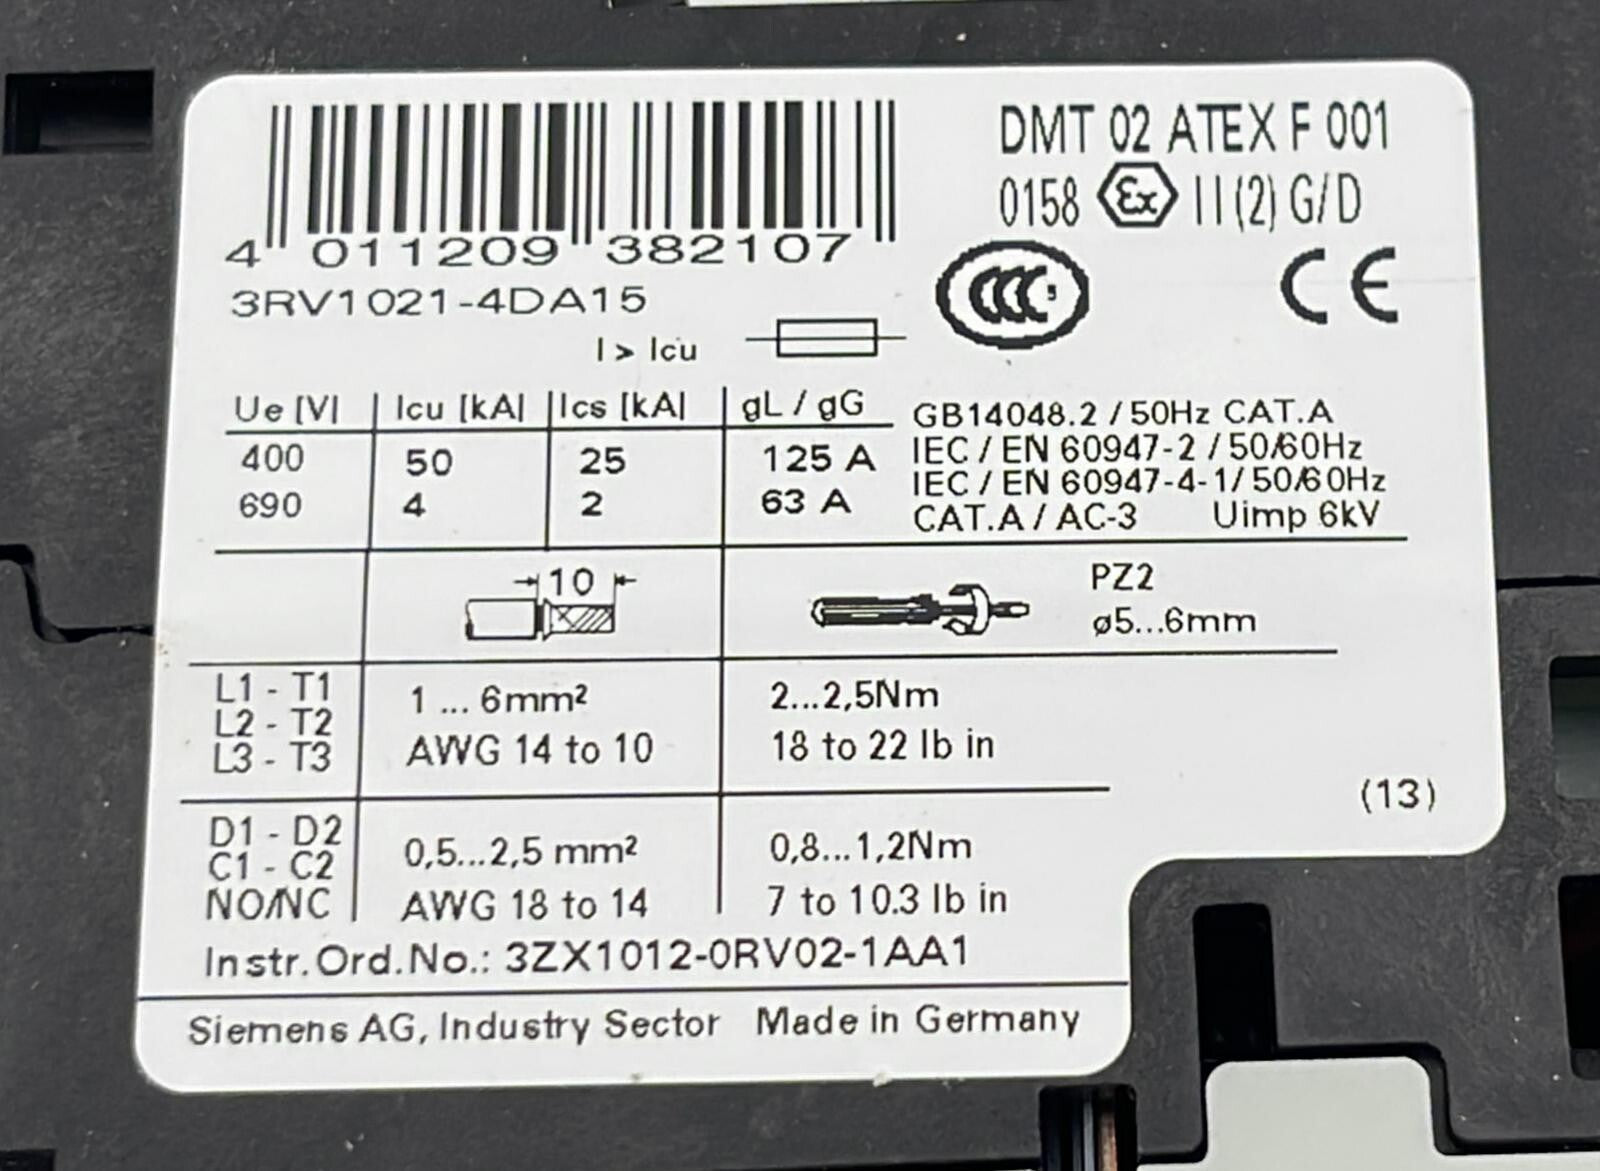 DMT 02 ATEX F 001
0158 Ex II (2) G/D
4 011209 382107
3RV1021-4DA15
CCC
CE
I > Icu
Ue [V] Icu [kA] Ics [kA] gL / gG
400 50 25 125 A
690 4 2 63 A
GB14048.2 / 50Hz CAT.A
IEC / EN 60947-2 / 50/60Hz
IEC / EN 60947-4-1/ 50/60Hz
CAT.A / AC-3 Uimp 6kV
10
PZ2
ø5...6mm
L1 - T1
L2 - T2
L3 - T3
1 ... 6mm²
AWG 14 to 10
2...2,5Nm
18 to 22 lb in
(13)
D1 - D2
C1 - C2
NO/NC
0,5...2,5 mm²
AWG 18 to 14
0,8...1,2Nm
7 to 10.3 lb in
Instr.Ord.No.: 3ZX1012-0RV02-1AA1
Siemens AG, Industry Sector Made in Germany